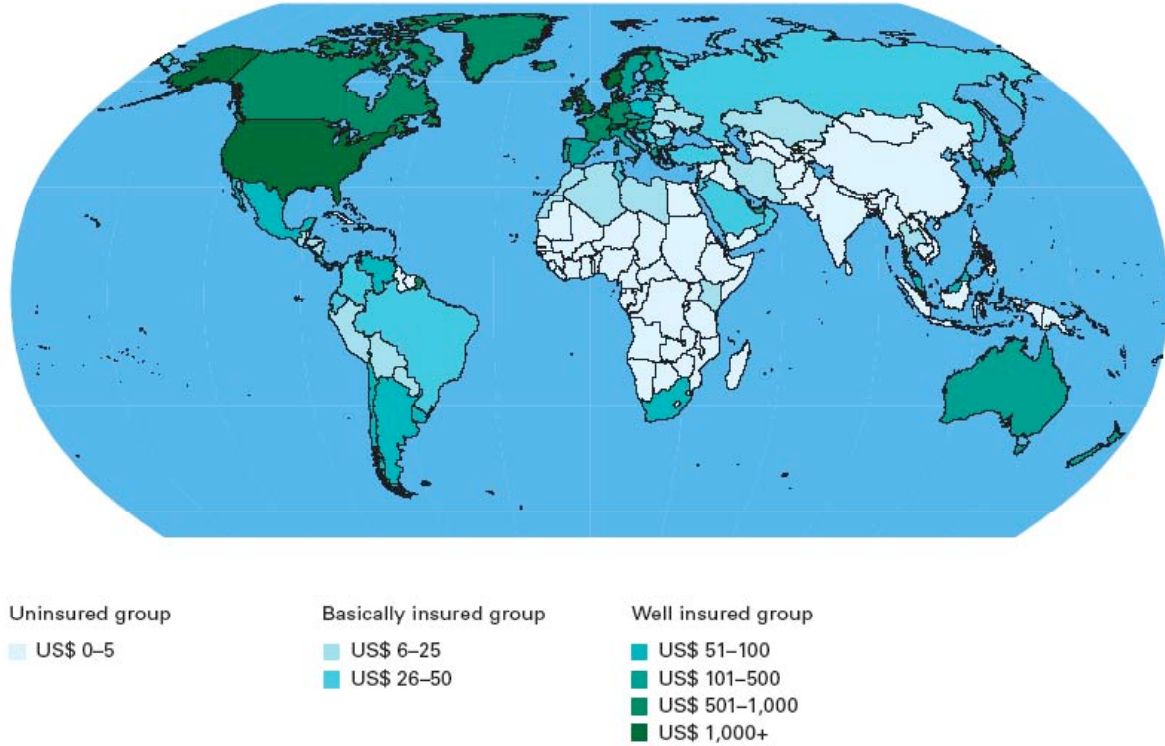 Uninsured group
US$ 0–5
Basically insured group
US$ 6–25
US$ 26–50
Well insured group
US$ 51–100
US$ 101–500
US$ 501–1,000
US$ 1,000+